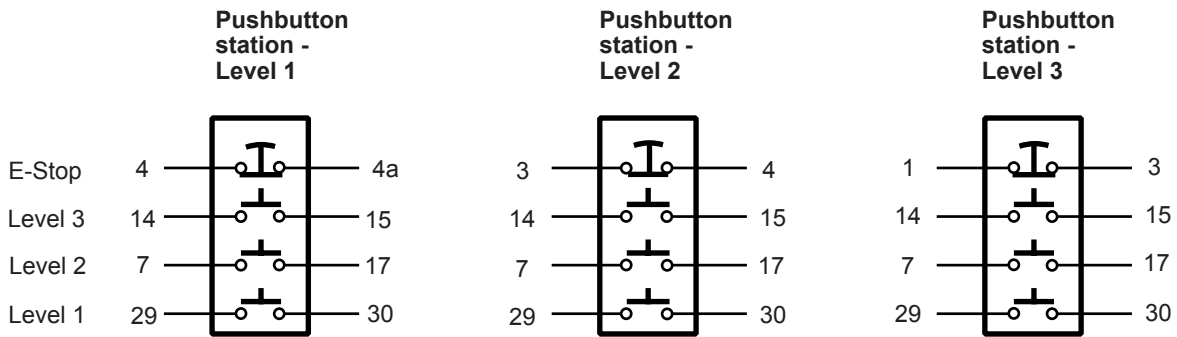 Pushbutton
station -
Level 1
Pushbutton
station -
Level 2
Pushbutton
station -
Level 3
E-Stop 4 4a 3 4 1 3
Level 3 14 15 14 15 14 15
Level 2 7 17 7 17 7 17
Level 1 29 30 29 30 29 30